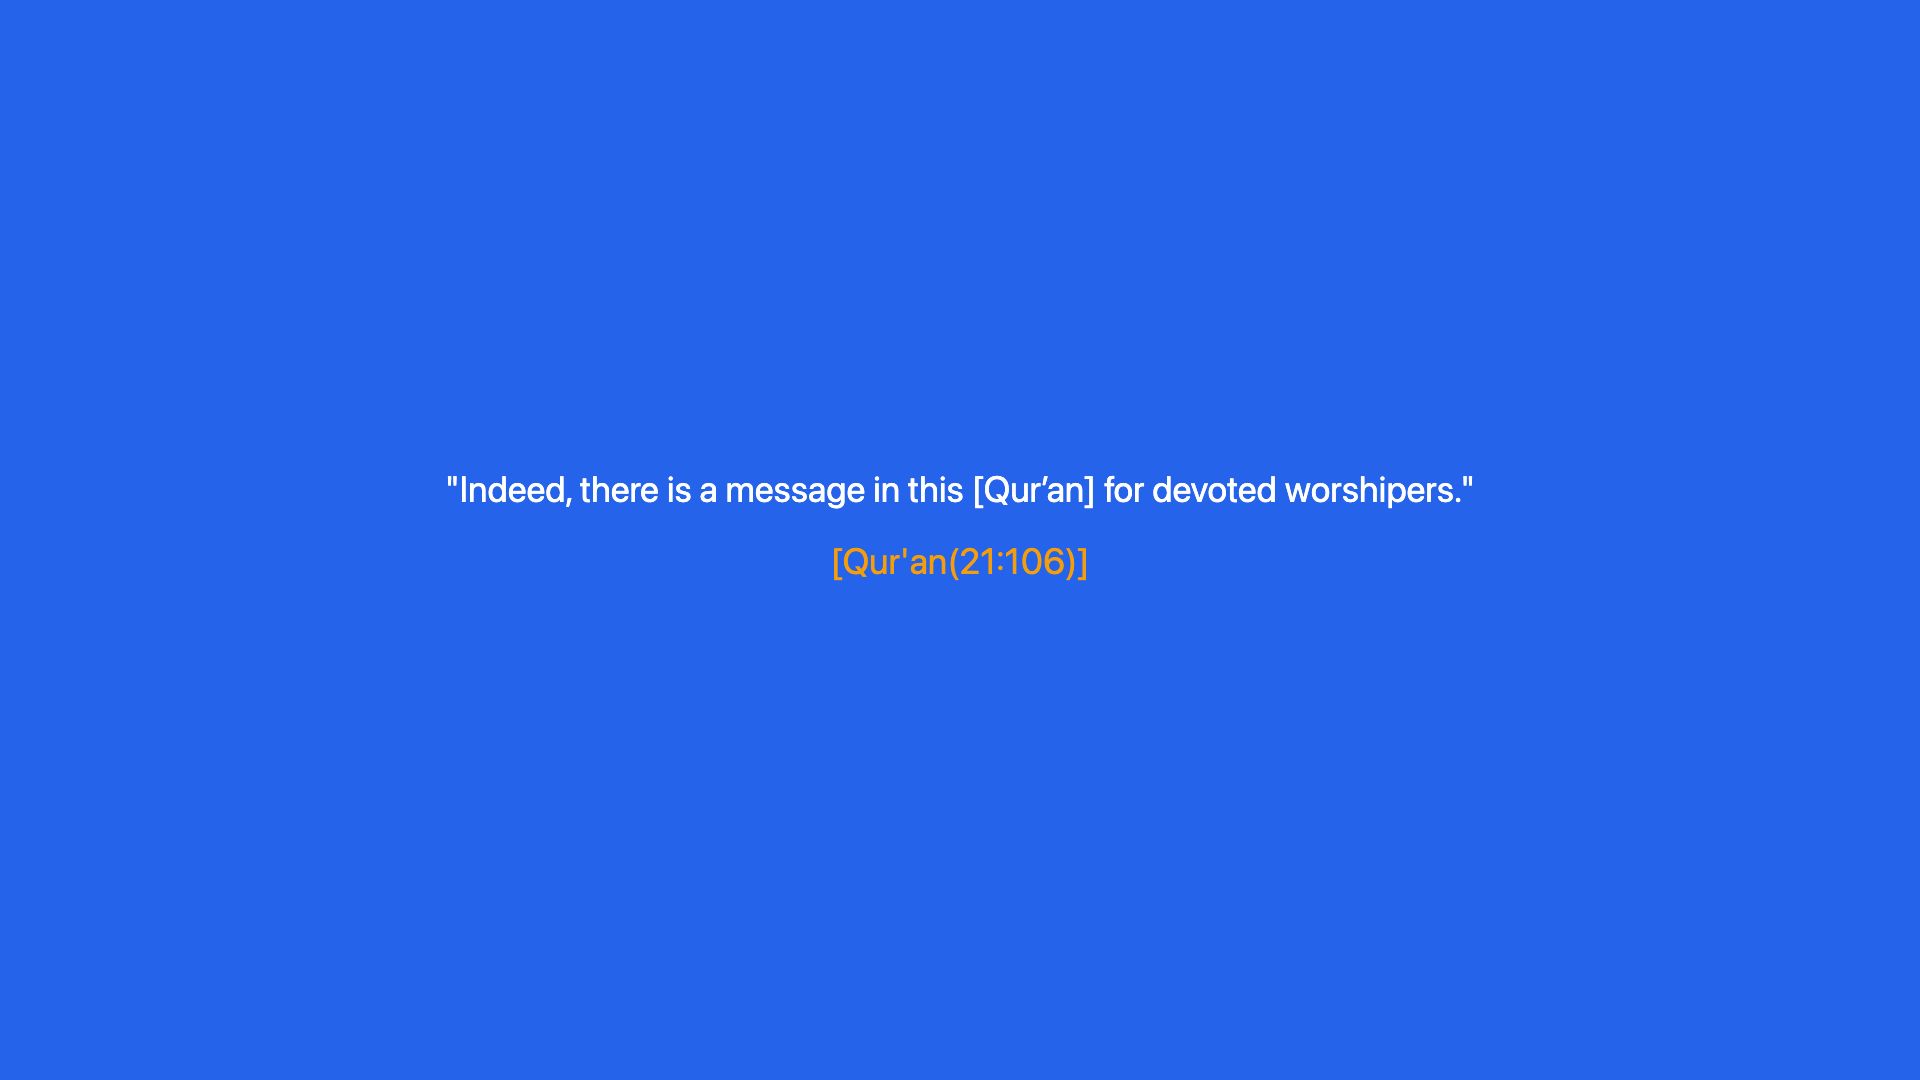 "Indeed, there is a message in this [Qur’an] for devoted worshipers."
[Qur'an(21:106)]